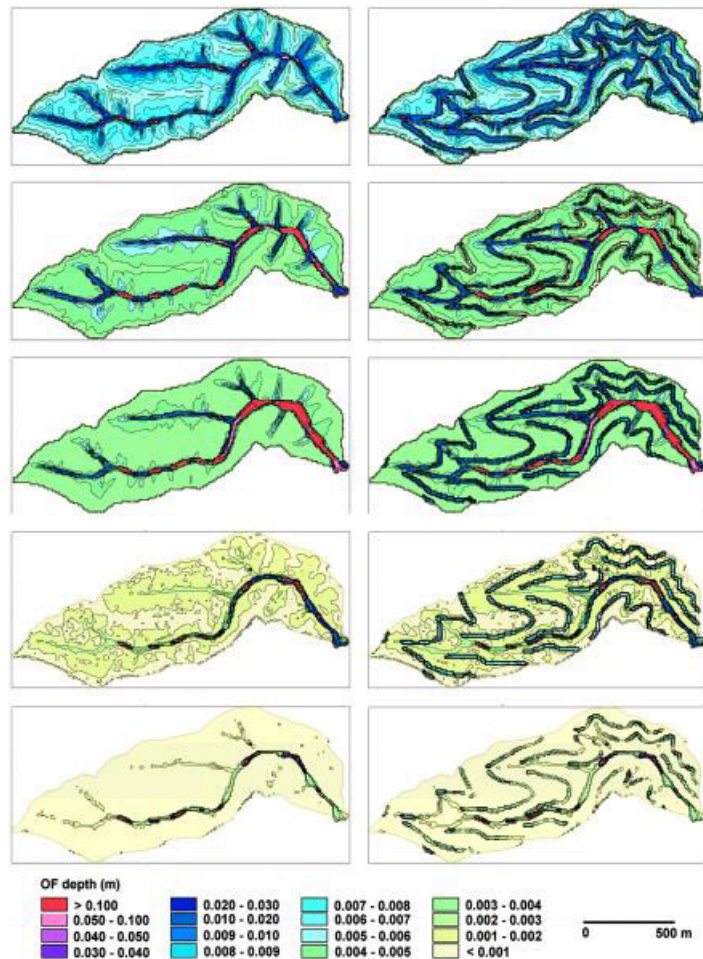 OF depth (m)
> 0.100 0.020 - 0.030 0.007 - 0.008 0.003 - 0.004
0.050 - 0.100 0.010 - 0.020 0.006 - 0.007 0.002 - 0.003
0.040 - 0.050 0.009 - 0.010 0.005 - 0.006 0.001 - 0.002 0 500 m
0.030 - 0.040 0.008 - 0.009 0.004 - 0.005 < 0.001